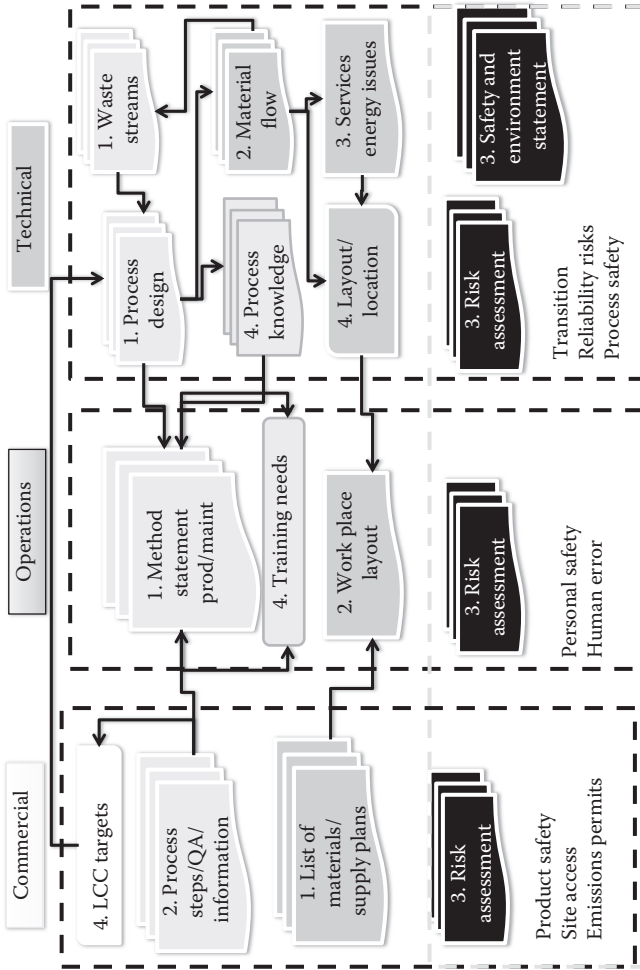 Commercial
Operations
Technical
4. LCC targets
2. Process
steps/QA/
information
1. List of
materials/
supply plans
3. Risk
assessment
Product safety
Site access
Emissions permits
1. Method
statement
prod/maint
4. Training needs
2. Work place
layout
3. Risk
assessment
Personal safety
Human error
1. Process
design
1. Waste
streams
4. Process
knowledge
2. Material
flow
4. Layout/
location
3. Services
energy issues
3. Risk
assessment
3. Safety and
environment
statement
Transition
Reliability risks
Process safety